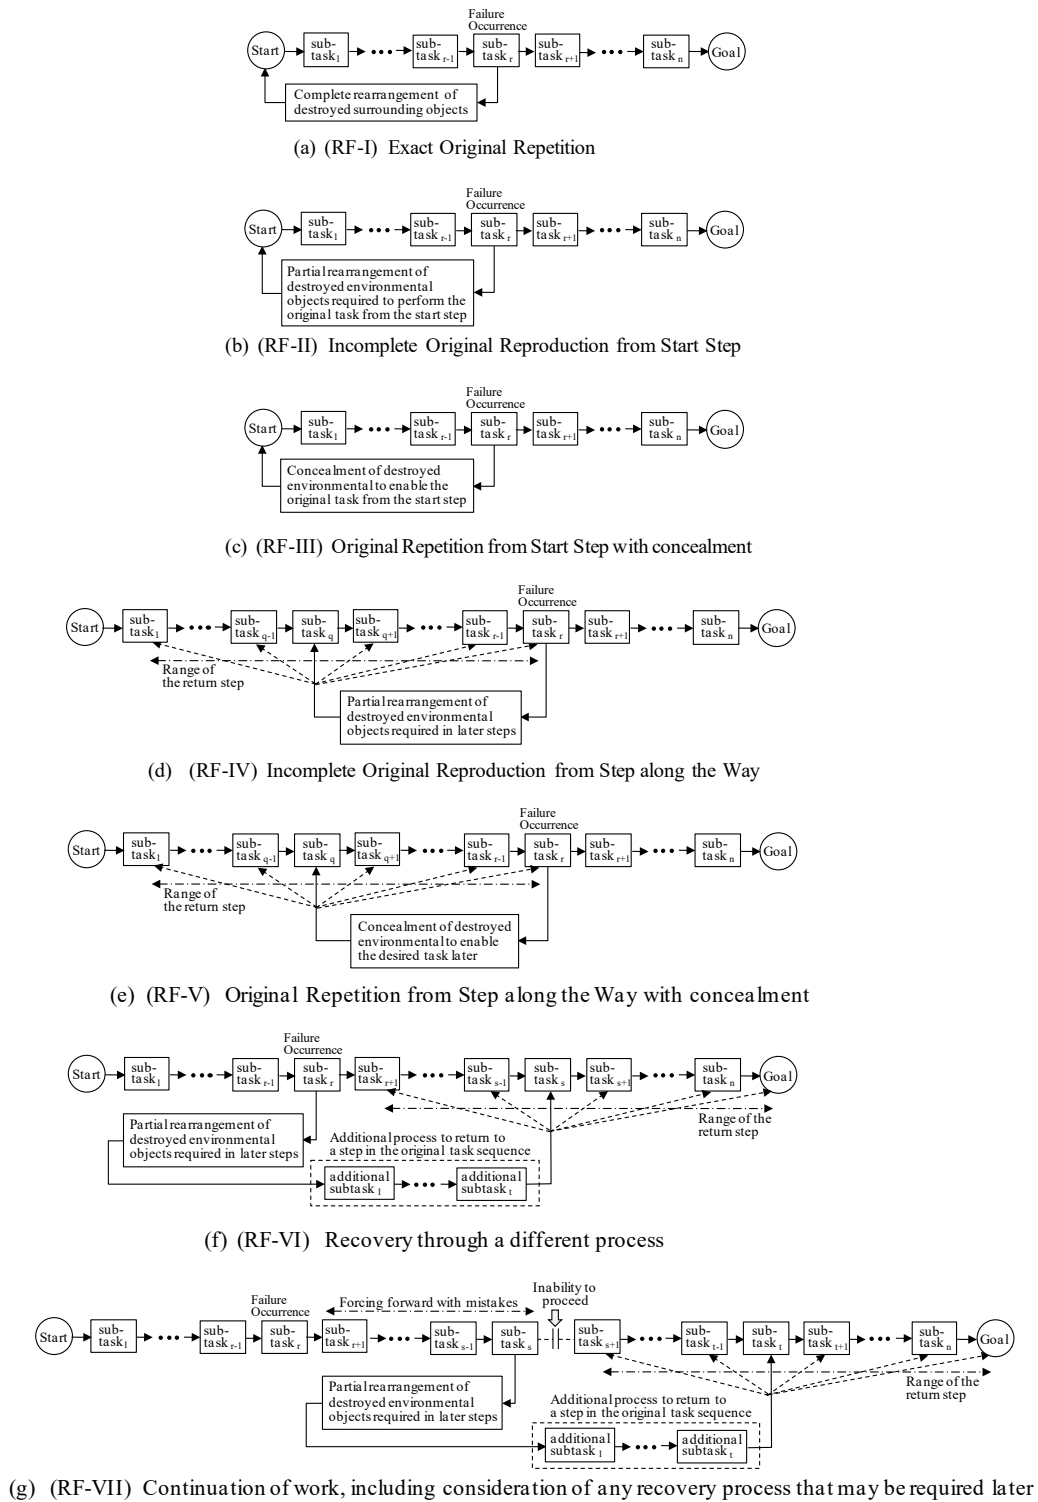 Failure
Occurrence
Start
sub-
task1
•••
sub-
task r-1
sub-
task r
sub-
task r+1
•••
sub-
task n
Goal
Complete rearrangement of
destroyed surrounding objects
(a) (RF-I) Exact Original Repetition
Failure
Occurrence
Start
sub-
task1
•••
sub-
task r-1
sub-
task r
sub-
task r+1
•••
sub-
task n
Goal
Partial rearrangement of
destroyed environmental
objects required to perform the
original task from the start step
(b) (RF-II) Incomplete Original Reproduction from Start Step
Failure
Occurrence
Start
sub-
task1
•••
sub-
task r-1
sub-
task r
sub-
task r+1
•••
sub-
task n
Goal
Concealment of destroyed
environmental to enable the
original task from the start step
(c) (RF-III) Original Repetition from Start Step with concealment
Failure
Occurrence
Start
sub-
task1
•••
sub-
task q-1
sub-
task q
sub-
task q+1
•••
sub-
task r-1
sub-
task r
sub-
task r+1
•••
sub-
task n
Goal
Range of
the return step
Partial rearrangement of
destroyed environmental
objects required in later steps
(d) (RF-IV) Incomplete Original Reproduction from Step along the Way
Failure
Occurrence
Start
sub-
task1
•••
sub-
task q-1
sub-
task q
sub-
task q+1
•••
sub-
task r-1
sub-
task r
sub-
task r+1
•••
sub-
task n
Goal
Range of
the return step
Concealment of destroyed
environmental to enable
the desired task later
(e) (RF-V) Original Repetition from Step along the Way with concealment
Failure
Occurrence
Start
sub-
task1
•••
sub-
task r-1
sub-
task r
sub-
task r+1
•••
sub-
task s-1
sub-
task s
sub-
task s+1
•••
sub-
task n
Goal
Range of the
return step
Partial rearrangement of
destroyed environmental
objects required in later steps
Additional process to return to
a step in the original task sequence
additional
subtask 1
•••
additional
subtask t
(f) (RF-VI) Recovery through a different process
Failure
Occurrence
Forcing forward with mistakes
Inability to
proceed
Start
sub-
task1
•••
sub-
task r-1
sub-
task r
sub-
task r+1
•••
sub-
task s-1
sub-
task s
sub-
task s+1
•••
sub-
task t-1
sub-
task t
sub-
task t+1
•••
sub-
task n
Goal
Range of the
return step
Partial rearrangement of
destroyed environmental
objects required in later steps
Additional process to return to
a step in the original task sequence
additional
subtask 1
•••
additional
subtask t
(g) (RF-VII) Continuation of work, including consideration of any recovery process that may be required later